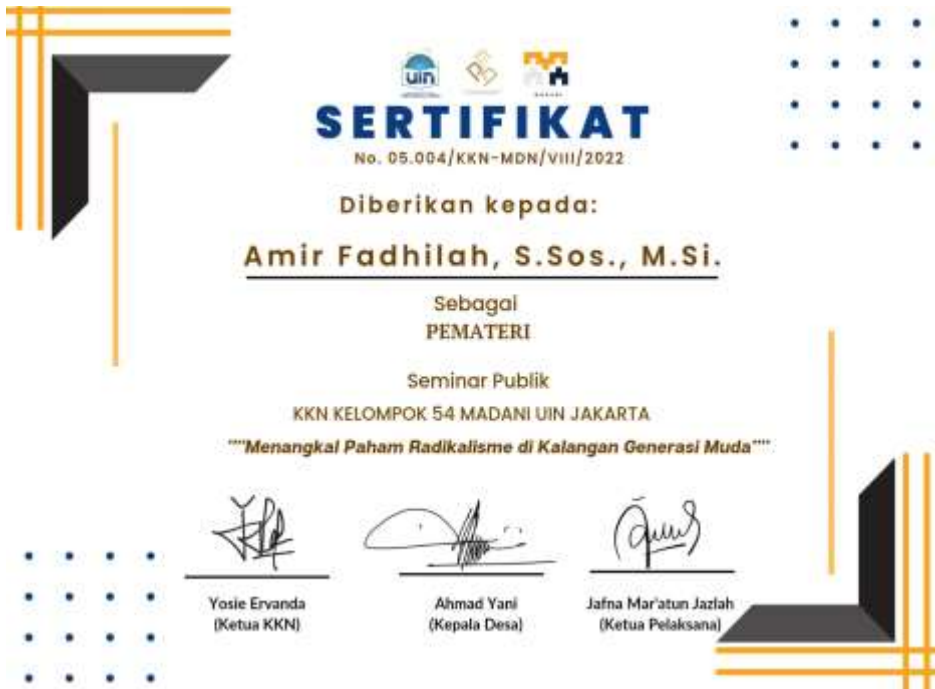 uin
SERTIFIKAT
No. 05.004/KKN-MDN/VIII/2022
Diberikan kepada:
Amir Fadhilah, S.Sos., M.Si.
Sebagai
PEMATERI
Seminar Publik
KKN KELOMPOK 54 MADANI UIN JAKARTA
""Menangkal Paham Radikalisme di Kalangan Generasi Muda""
Yosie Ervanda Ahmad Yani Jafna Mar'atun Jazlah
(Ketua KKN) (Kepala Desa) (Ketua Pelaksana)